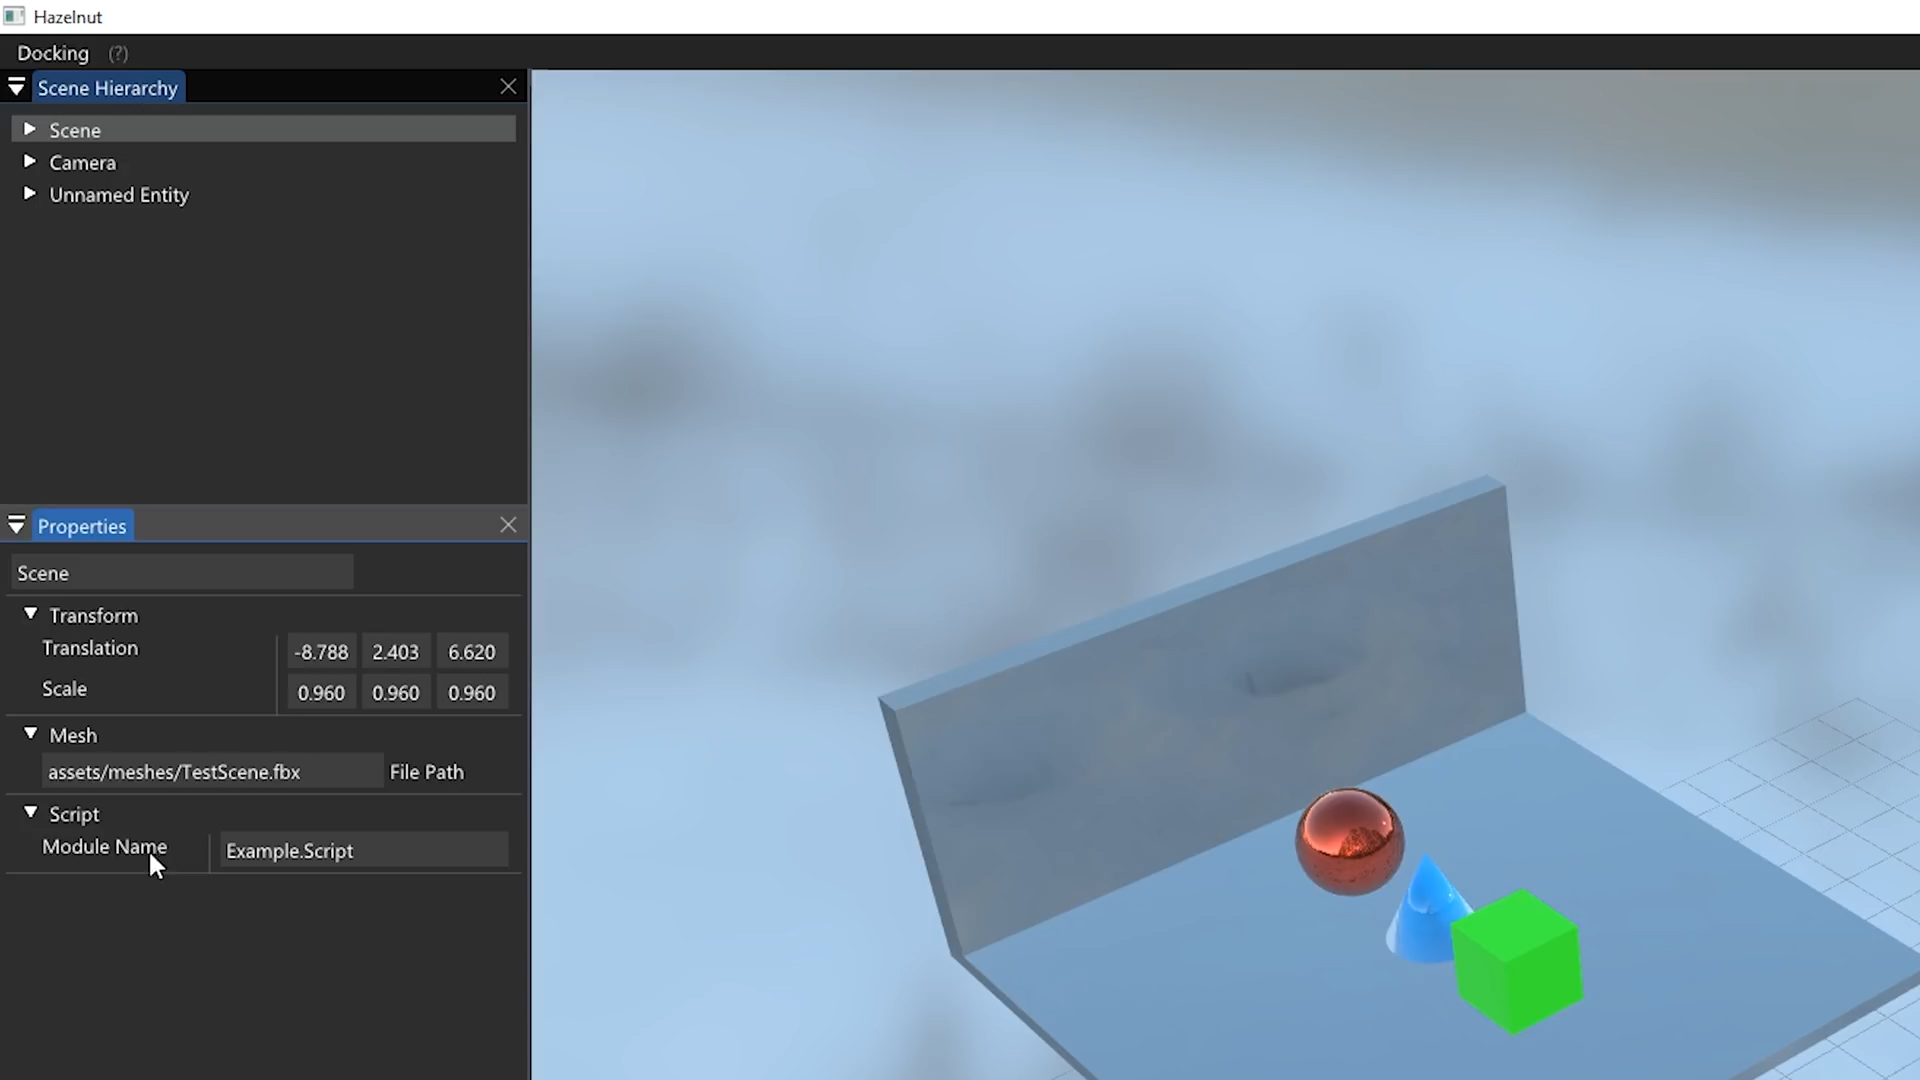 Hazelnut
Docking (?)
Scene Hierarchy
Scene
Camera
Unnamed Entity
Properties
Scene
Transform
Translation -8.788 2.403 6.620
Scale 0.960 0.960 0.960
Mesh
assets/meshes/TestScene.fbx File Path
Script
Module Name Example.Script